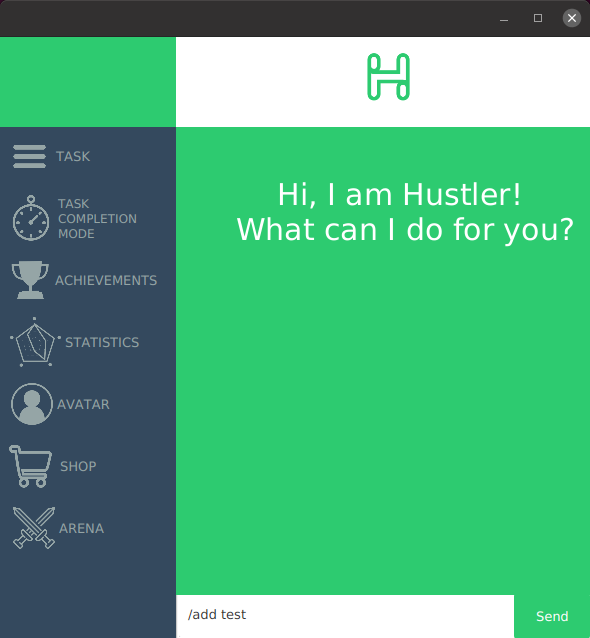 TASK
TASK
COMPLETION
MODE
ACHIEVEMENTS
STATISTICS
AVATAR
SHOP
ARENA
H
Hi, I am Hustler!
What can I do for you?
/add test
Send